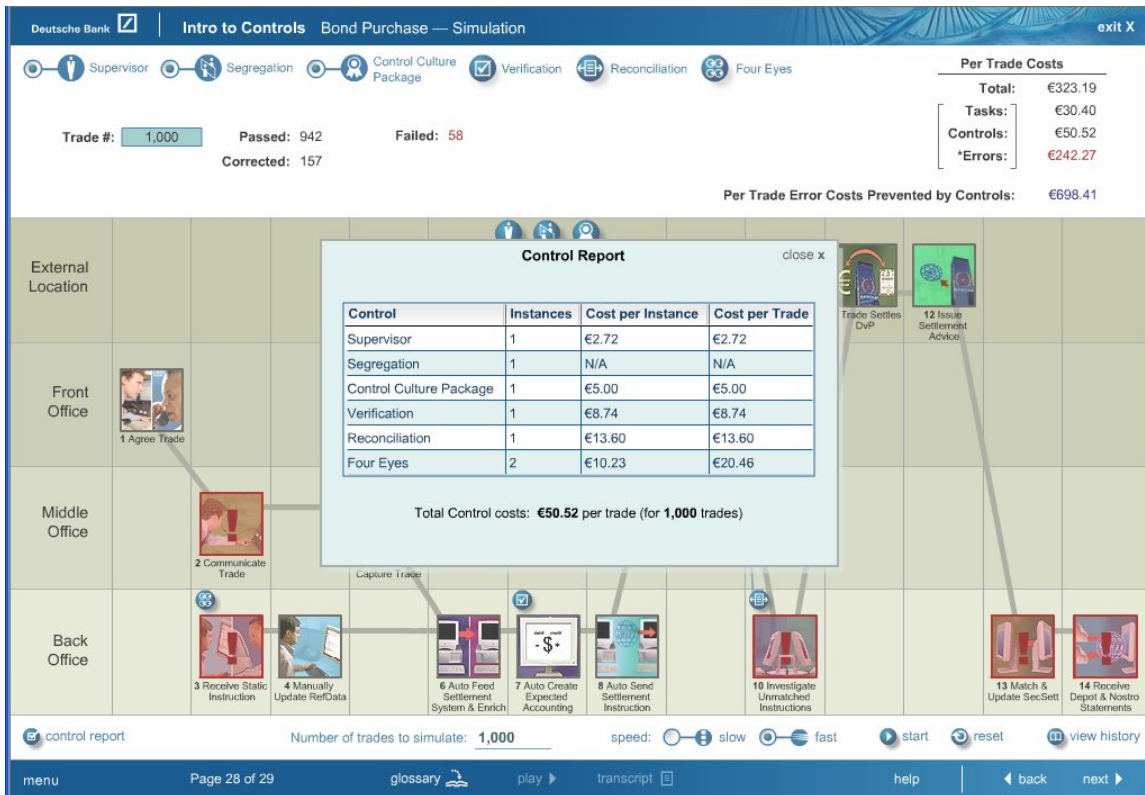 Deutsche Bank
Intro to Controls Bond Purchase — Simulation
exit X
Supervisor
Segregation
Control Culture
Package
Verification
Reconciliation
Four Eyes
Per Trade Costs
Total: €323.19
Tasks: €30.40
Controls: €50.52
*Errors: €242.27
Trade #: 1,000
Passed: 942
Failed: 58
Corrected: 157
Per Trade Error Costs Prevented by Controls: €698.41
External
Location
Front
Office
Middle
Office
Back
Office
Control Report
close x
Control Instances Cost per Instance Cost per Trade
Supervisor 1 €2.72 €2.72
Segregation 1 N/A N/A
Control Culture Package 1 €5.00 €5.00
Verification 1 €8.74 €8.74
Reconciliation 1 €13.60 €13.60
Four Eyes 2 €10.23 €20.46
Total Control costs: €50.52 per trade (for 1,000 trades)
Trade Settles
DvP
12 Issue
Settlement
Advice
1 Agree Trade
2 Communicate
Trade
Capture Trade
3 Receive Static
Instruction
4 Manually
Update RefData
6 Auto Feed
Settlement
System & Enrich
7 Auto Create
Expected
Accounting
8 Auto Send
Settlement
Instruction
10 Investigate
Unmatched
Instructions
13 Match &
Update SecSett
14 Receive
Depot & Nostro
Statements
control report
Number of trades to simulate: 1,000
speed: slow fast
start
reset
view history
menu
Page 28 of 29
glossary
play
transcript
help
back
next